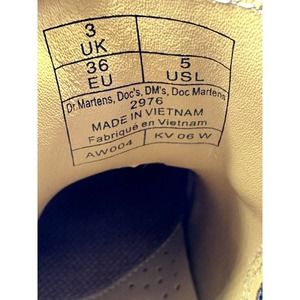 3
UK
36 5
EU USL
Dr. Martens, Doc's, DM's, Doc Martens
2976
MADE IN VIETNAM
Fabriqué en Vietnam
AW004 KV 06 W